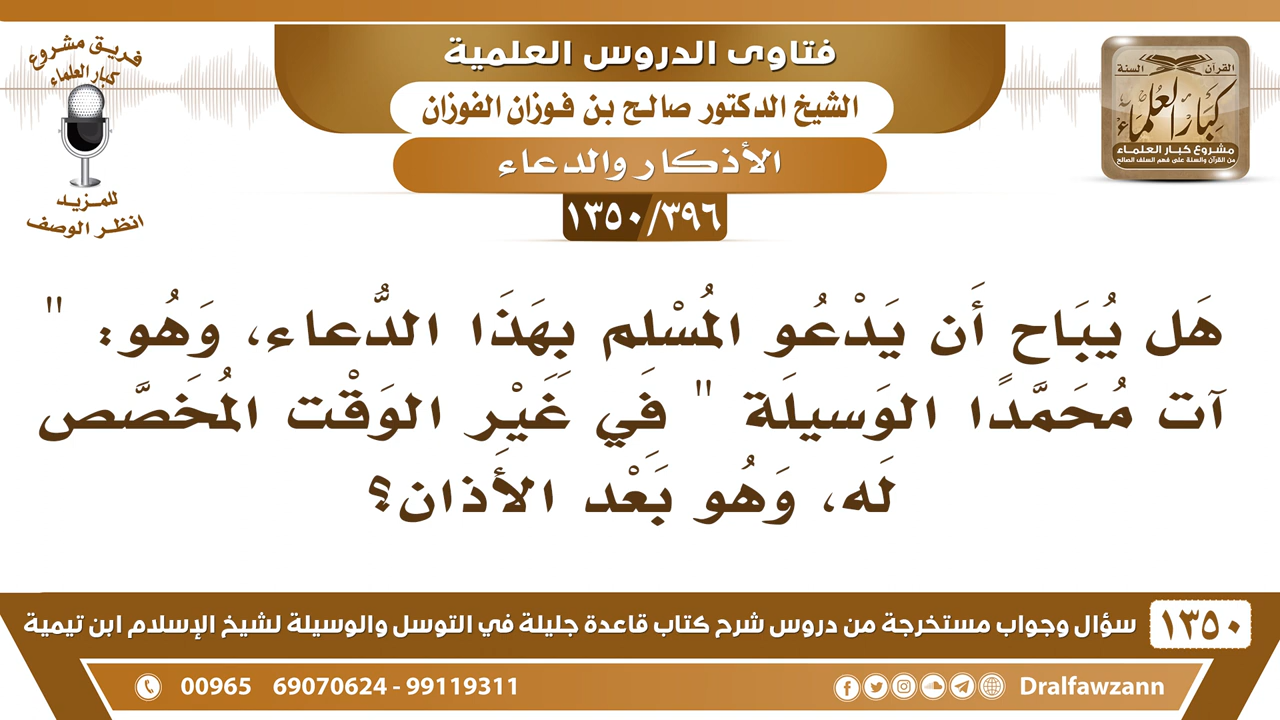 فتاوى الدروس العلمية
الشيخ الدكتور صالح بن فوزان الفوزان
الأذكار والدعاء
١٣٥٠/٣٩٦
فريق مشروع
كبار العلماء
للمزيد
انظر الوصف
القرآن السنة
كبار العلماء
مشروع كبار العلماء
من القرآن والسنة على فهم السلف الصالح
هَل يُبَاح أَن يَدْعُو المُسْلِم بِهَذَا الدُّعاء، وَهُو: "
آت مُحَمَّدًا الوَسِيلَة " فَي غَيْرِ الوَقْت المُخَصَّص
لَه، وَهُو بَعْد الأَذان؟
١٣٥٠
سؤال وجواب مستخرجة من دروس شرح كتاب قاعدة جليلة في التوسل والوسيلة لشيخ الإسلام ابن تيمية
00965 69070624 - 99119311
Dralfawzann